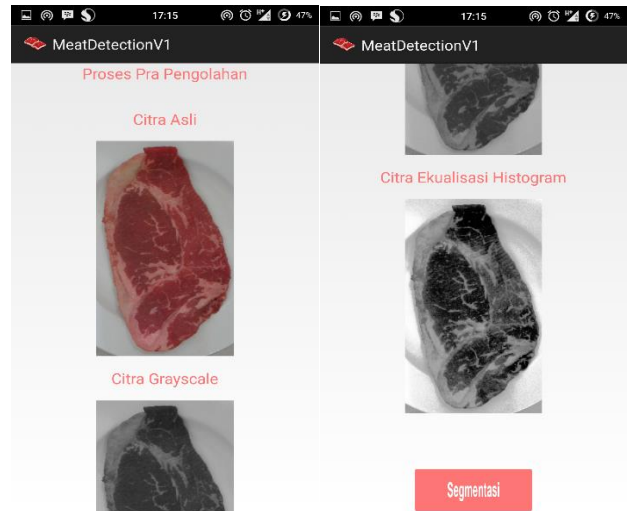 17:15
47%
MeatDetectionV1
Proses Pra Pengolahan
Citra Asli
Citra Grayscale
17:15
47%
MeatDetectionV1
Citra Ekualisasi Histogram
Segmentasi